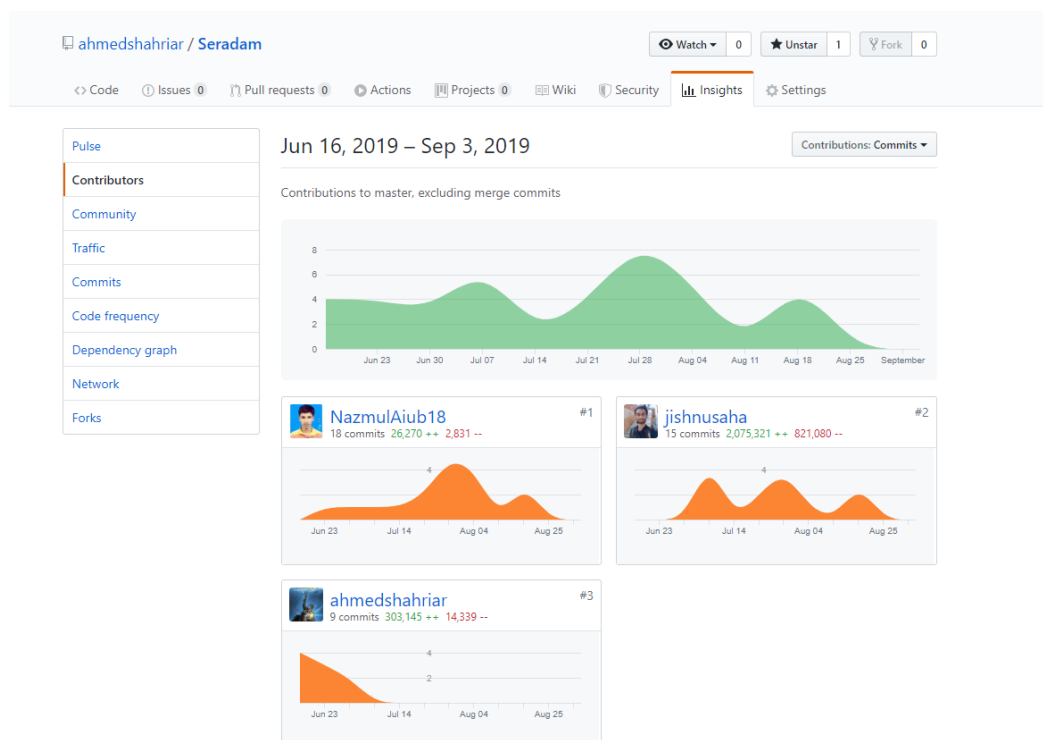 ahmedshahriar / Seradam
Watch 0 Unstar 1 Fork 0
Code Issues 0 Pull requests 0 Actions Projects 0 Wiki Security Insights Settings
Pulse
Contributors
Community
Traffic
Commits
Code frequency
Dependency graph
Network
Forks
Jun 16, 2019 – Sep 3, 2019
Contributions: Commits
Contributions to master, excluding merge commits
8
6
4
2
0
Jun 23 Jun 30 Jul 07 Jul 14 Jul 21 Jul 28 Aug 04 Aug 11 Aug 18 Aug 25 September
NazmulAiub18 #1
18 commits 26,270 ++ 2,831 --
4
Jun 23 Jul 14 Aug 04 Aug 25
jishnusaha #2
15 commits 2,075,321 ++ 821,080 --
4
Jun 23 Jul 14 Aug 04 Aug 25
ahmedshahriar #3
9 commits 303,145 ++ 14,339 --
4
2
Jun 23 Jul 14 Aug 04 Aug 25